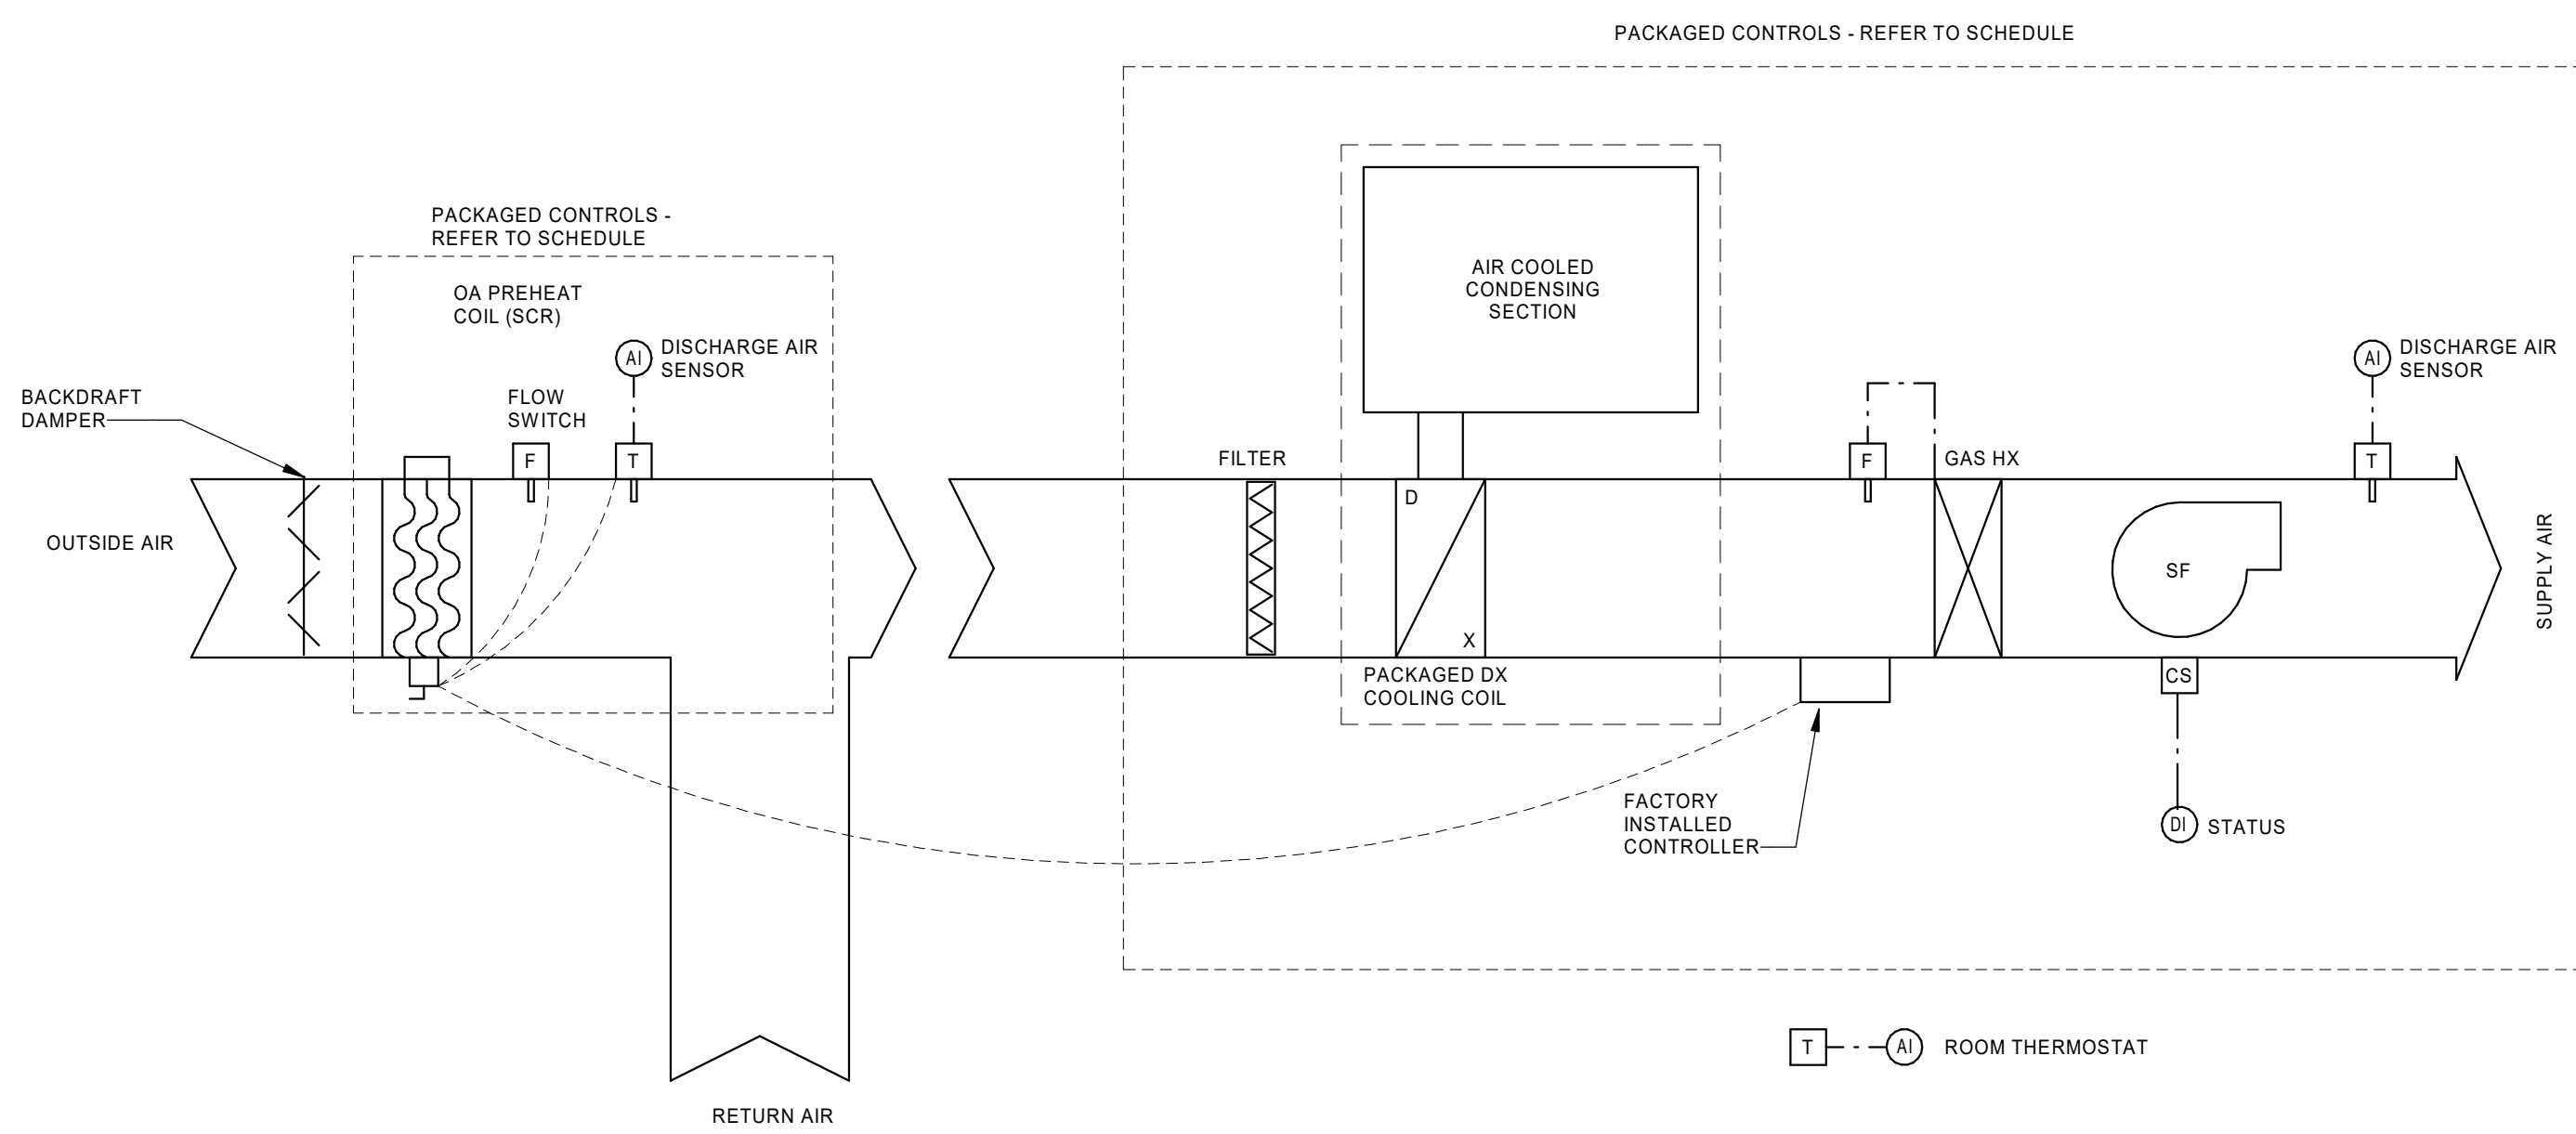 PACKAGED CONTROLS - REFER TO SCHEDULE
PACKAGED CONTROLS -
REFER TO SCHEDULE
OA PREHEAT
COIL (SCR)
AIR COOLED
CONDENSING
SECTION
AI
DISCHARGE AIR
SENSOR
AI
DISCHARGE AIR
SENSOR
BACKDRAFT
DAMPER
FLOW
SWITCH
F
T
FILTER
F
GAS HX
T
D
X
OUTSIDE AIR
SF
SUPPLY AIR
PACKAGED DX
COOLING COIL
CS
FACTORY
INSTALLED
CONTROLLER
DI
STATUS
T
AI
ROOM THERMOSTAT
RETURN AIR